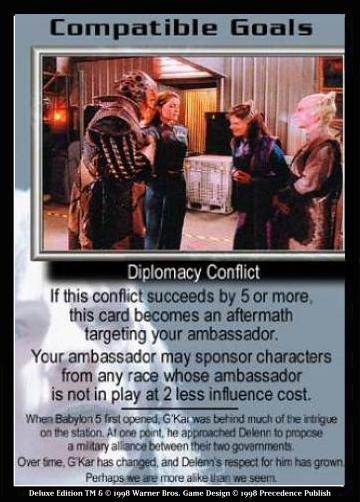 Compatible Goals
Diplomacy Conflict
If this conflict succeeds by 5 or more,
this card becomes an aftermath
targeting your ambassador.
Your ambassador may sponsor characters
from any race whose ambassador
is not in play at 2 less influence cost.
When Babylon 5 first opened, G'Kar was behind much of the intrigue
on the station. At one point, he approached Delenn to propose
a military alliance between their two governments.
Over time, G'Kar has changed, and Delenn's respect for him has grown.
Perhaps we are more alike than we seem.
Deluxe Edition TM & © 1998 Warner Bros. Game Design © 1998 Precedence Publish